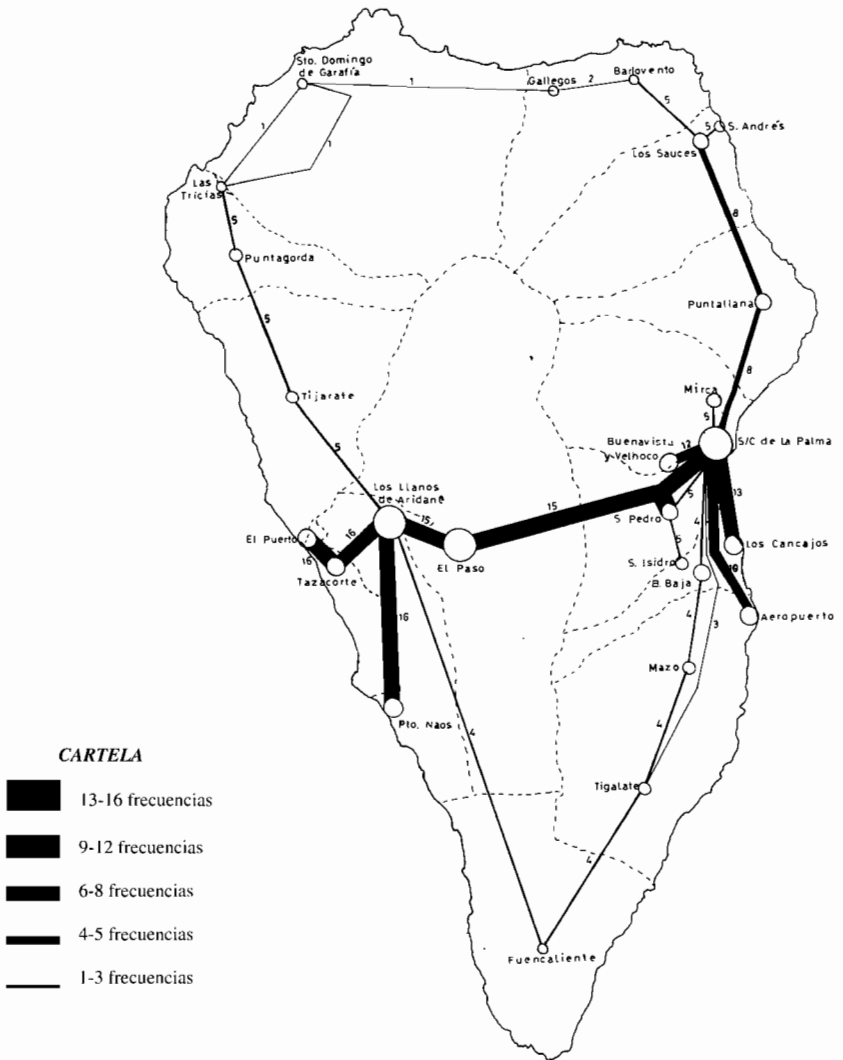 Sto. Domingo
de Garafía
1
Gallegos
2
Barlovento
5
5
S. Andrés
Los Sauces
1
1
Las
Tricias
5
Puntagorda
8
Puntallana
5
8
Tijarate
Mirca
5
5
Buenavista
y Velhoco
12
S/C de La Palma
Los Llanos
de Aridane
15
15
5
13
El Puerto
16
16
Tazacorte
El Paso
S. Pedro
4
Los Cancajos
5
S. Isidro
B. Baja
10
Aeropuerto
16
4
3
Mazo
Pto. Naos
4
4
Tigalate
4
Fuencaliente
CARTELA
13-16 frecuencias
9-12 frecuencias
6-8 frecuencias
4-5 frecuencias
1-3 frecuencias